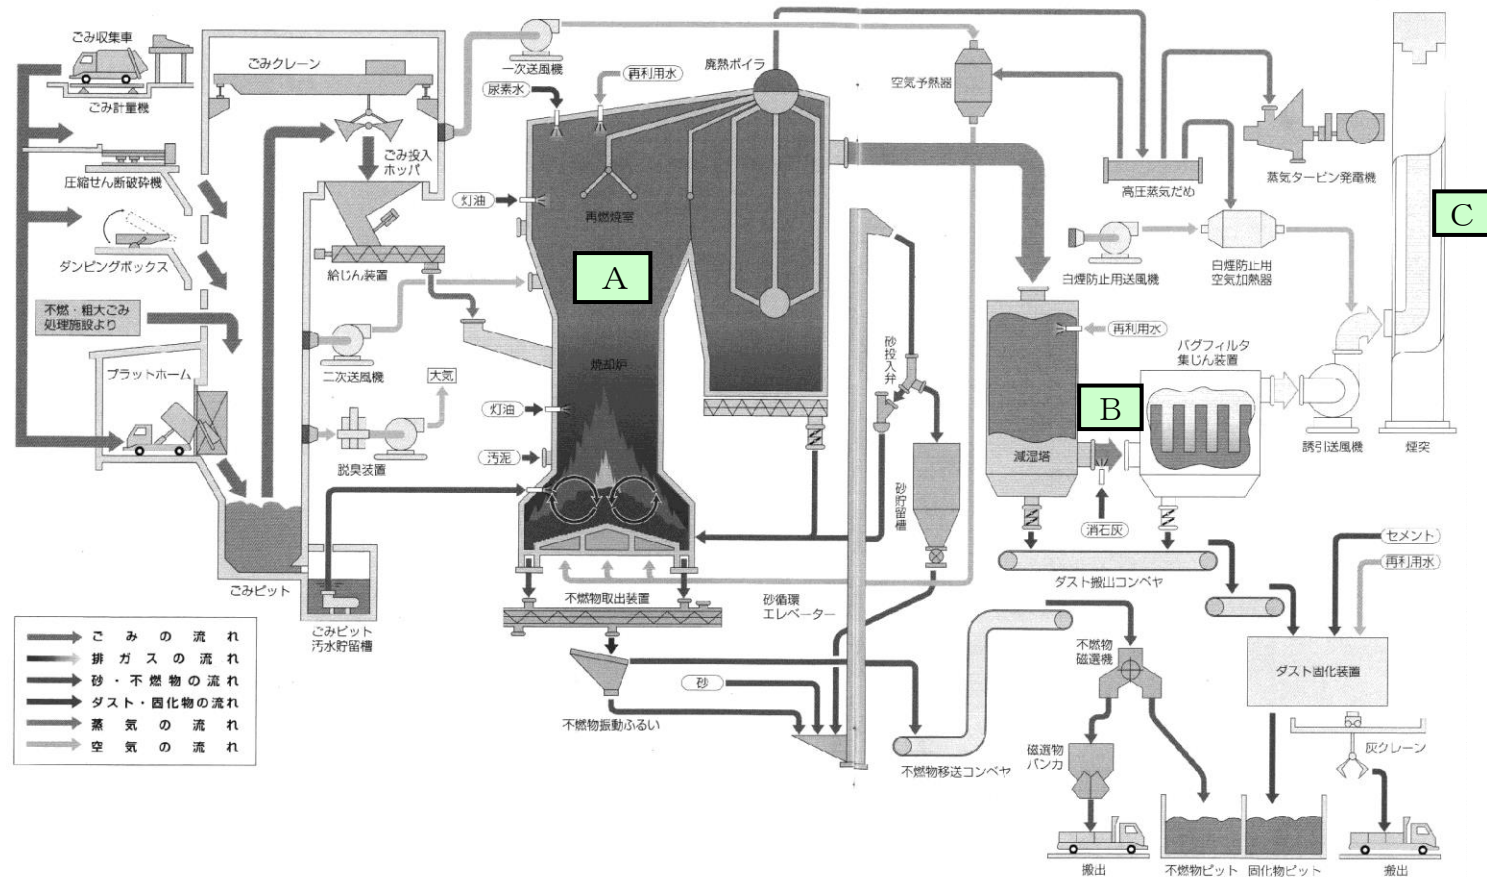 ごみ収集車
ごみ計量機
圧縮せん断破砕機
ダンピングボックス
不燃・粗大ごみ
処理施設より
プラットホーム
ごみクレーン
ごみ投入
ホッパ
給じん装置
一次送風機
二次送風機
大気
脱臭装置
ごみピット
ごみピット
汚水貯留槽
尿素水
再利用水
廃熱ボイラ
灯油
再燃焼室
A
焼却炉
灯油
汚泥
不燃物取出装置
不燃物振動ふるい
砂
砂循環
エレベーター
砂投入弁
砂貯留槽
空気予熱器
高圧蒸気だめ
蒸気タービン発電機
C
白煙防止用送風機
白煙防止用
空気加熱器
再利用水
減湿塔
B
消石灰
バグフィルタ
集じん装置
誘引送風機
煙突
ダスト搬出コンベヤ
セメント
再利用水
ダスト固化装置
灰クレーン
不燃物移送コンベヤ
不燃物
磁選機
磁選物
バンカ
搬出
不燃物ピット
固化物ピット
搬出
ごみの流れ
排ガスの流れ
砂・不燃物の流れ
ダスト・固化物の流れ
蒸気の流れ
空気の流れ